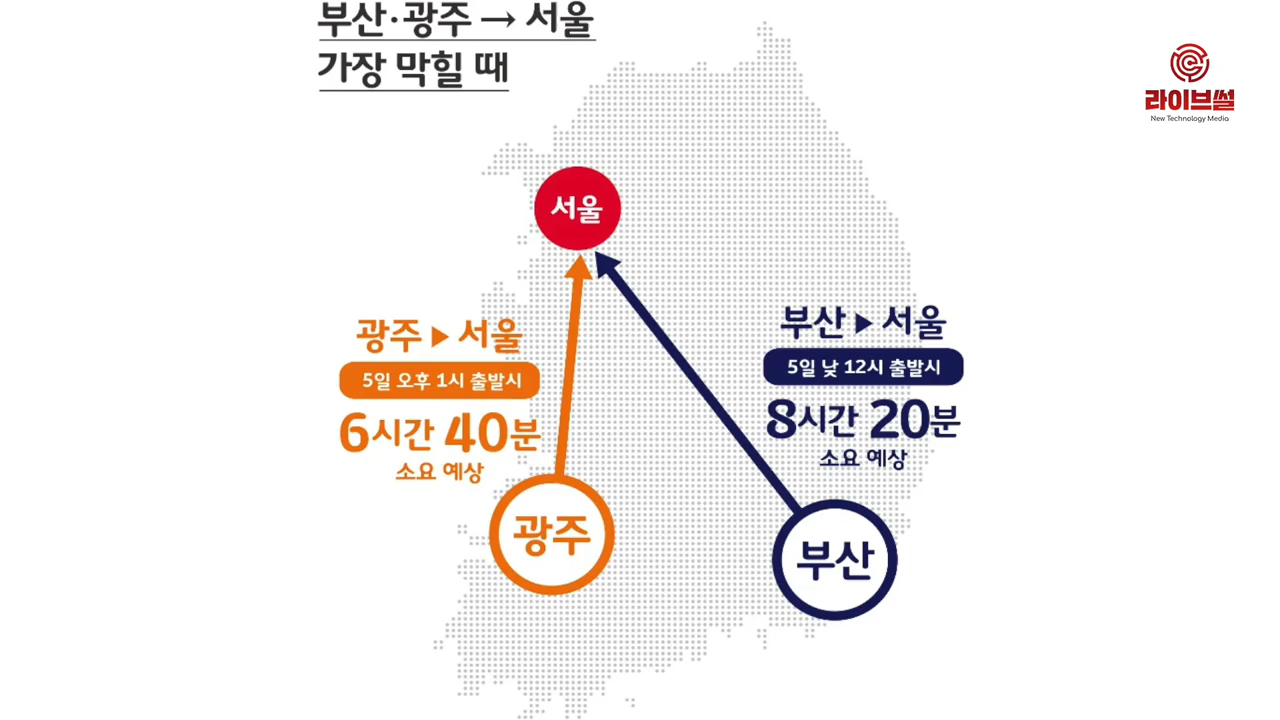 부산·광주 → 서울
가장 막힐 때
라이브썰
New Technology Media
서울
광주 ▶ 서울
5일 오후 1시 출발시
6시간 40분
소요 예상
부산 ▶ 서울
5일 낮 12시 출발시
8시간 20분
소요 예상
광주
부산